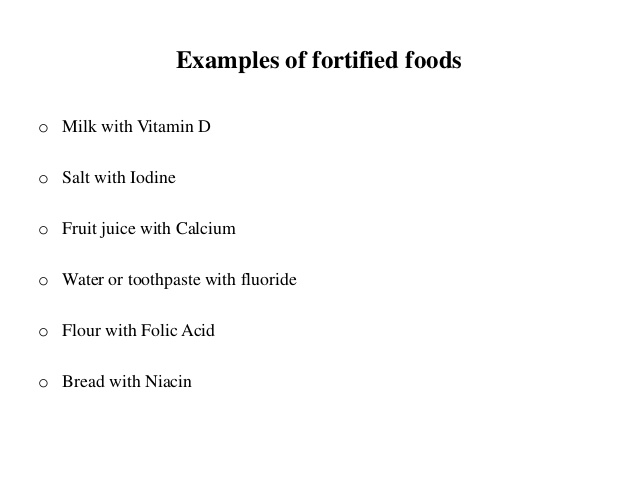 Examples of fortified foods
o Milk with Vitamin D
o Salt with Iodine
o Fruit juice with Calcium
o Water or toothpaste with fluoride
o Flour with Folic Acid
o Bread with Niacin